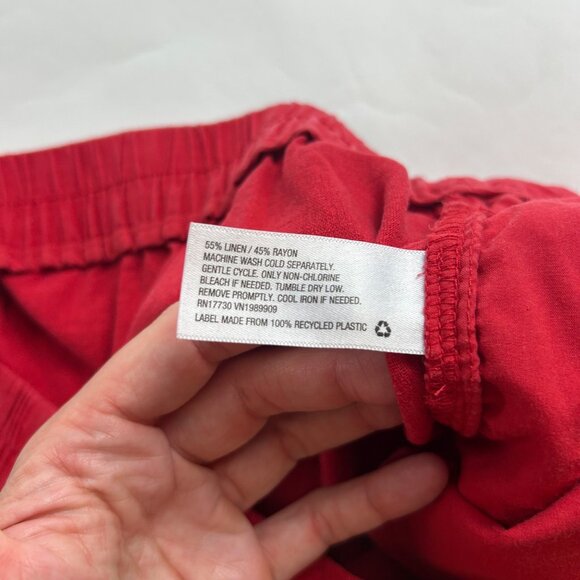 55% LINEN / 45% RAYON
MACHINE WASH COLD SEPARATELY.
GENTLE CYCLE. ONLY NON-CHLORINE
BLEACH IF NEEDED. TUMBLE DRY LOW.
REMOVE PROMPTLY. COOL IRON IF NEEDED.
RN17730 VN1989909
LABEL MADE FROM 100% RECYCLED PLASTIC